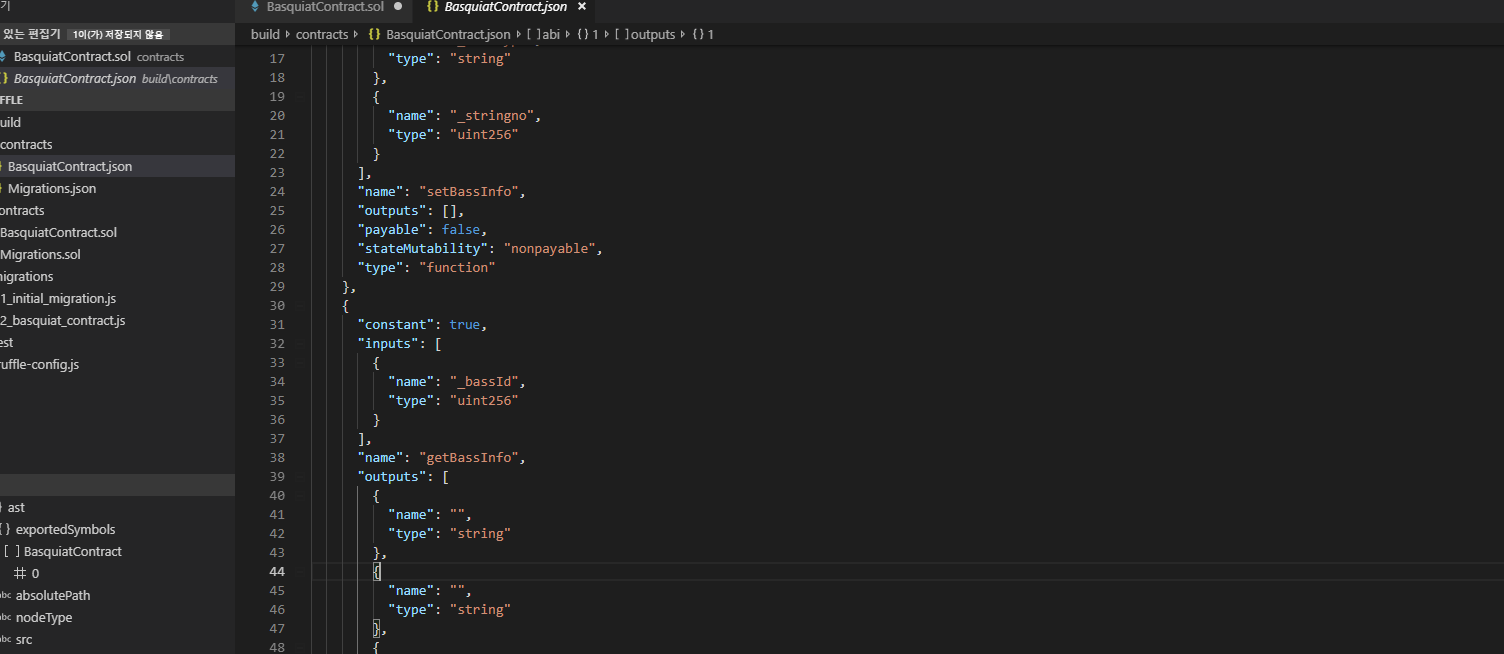 기
BasquiatContract.sol ●
{} BasquiatContract.json ×
있는 편집기 1이(가) 저장되지 않음
BasquiatContract.sol contracts
BasquiatContract.json build\contracts
FFLE
uild
contracts
BasquiatContract.json
Migrations.json
ontracts
BasquiatContract.sol
Migrations.sol
igrations
1_initial_migration.js
2_basquiat_contract.js
est
ruffle-config.js
ast
{ } exportedSymbols
[ ] BasquiatContract
0
abc absolutePath
abc nodeType
abc src
build ▸ contracts ▸ {} BasquiatContract.json ▸ [ ] abi ▸ {} 1 ▸ [ ] outputs ▸ {} 1
17 "type": "string"
18 },
19 {
20 "name": "_stringno",
21 "type": "uint256"
22 }
23 ],
24 "name": "setBassInfo",
25 "outputs": [],
26 "payable": false,
27 "stateMutability": "nonpayable",
28 "type": "function"
29 },
30 {
31 "constant": true,
32 "inputs": [
33 {
34 "name": "_bassId",
35 "type": "uint256"
36 }
37 ],
38 "name": "getBassInfo",
39 "outputs": [
40 {
41 "name": "",
42 "type": "string"
43 },
44 {
45 "name": "",
46 "type": "string"
47 },
48 {